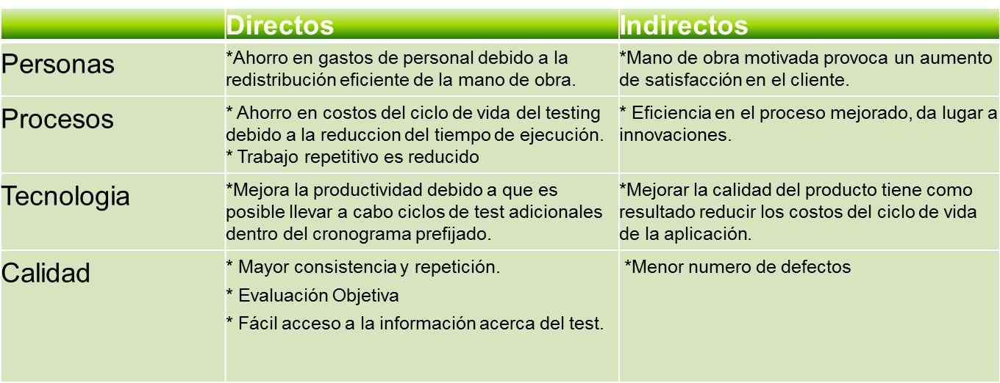 Directos
Indirectos
Personas
*Ahorro en gastos de personal debido a la
redistribución eficiente de la mano de obra.
*Mano de obra motivada provoca un aumento
de satisfacción en el cliente.
Procesos
* Ahorro en costos del ciclo de vida del testing
debido a la reduccion del tiempo de ejecución.
* Trabajo repetitivo es reducido
* Eficiencia en el proceso mejorado, da lugar a
innovaciones.
Tecnologia
*Mejora la productividad debido a que es
posible llevar a cabo ciclos de test adicionales
dentro del cronograma prefijado.
*Mejorar la calidad del producto tiene como
resultado reducir los costos del ciclo de vida
de la aplicación.
Calidad
* Mayor consistencia y repetición.
* Evaluación Objetiva
* Fácil acceso a la información acerca del test.
*Menor numero de defectos